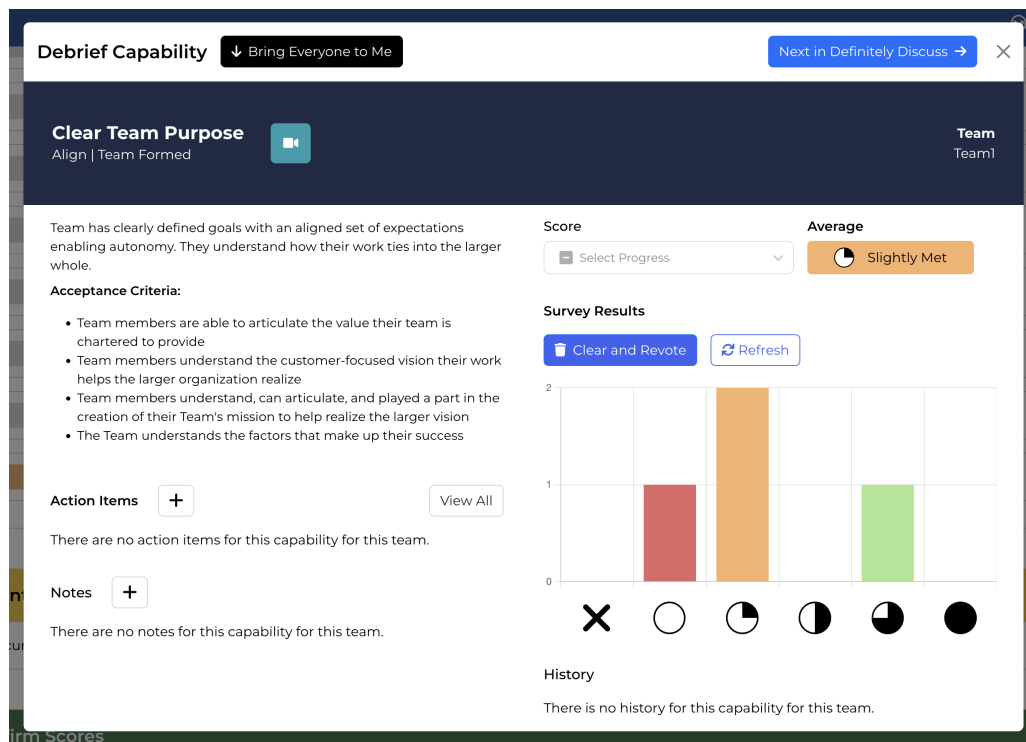 Debrief Capability
Bring Everyone to Me
Next in Definitely Discuss
Clear Team Purpose
Align | Team Formed
Team
Team1
Team has clearly defined goals with an aligned set of expectations
enabling autonomy. They understand how their work ties into the larger
whole.
Acceptance Criteria:
Team members are able to articulate the value their team is
chartered to provide
Team members understand the customer-focused vision their work
helps the larger organization realize
Team members understand, can articulate, and played a part in the
creation of their Team's mission to help realize the larger vision
The Team understands the factors that make up their success
Action Items
View All
There are no action items for this capability for this team.
Notes
There are no notes for this capability for this team.
Score
Select Progress
Average
Slightly Met
Survey Results
Clear and Revote
Refresh
2
1
0
History
There is no history for this capability for this team.
Scores